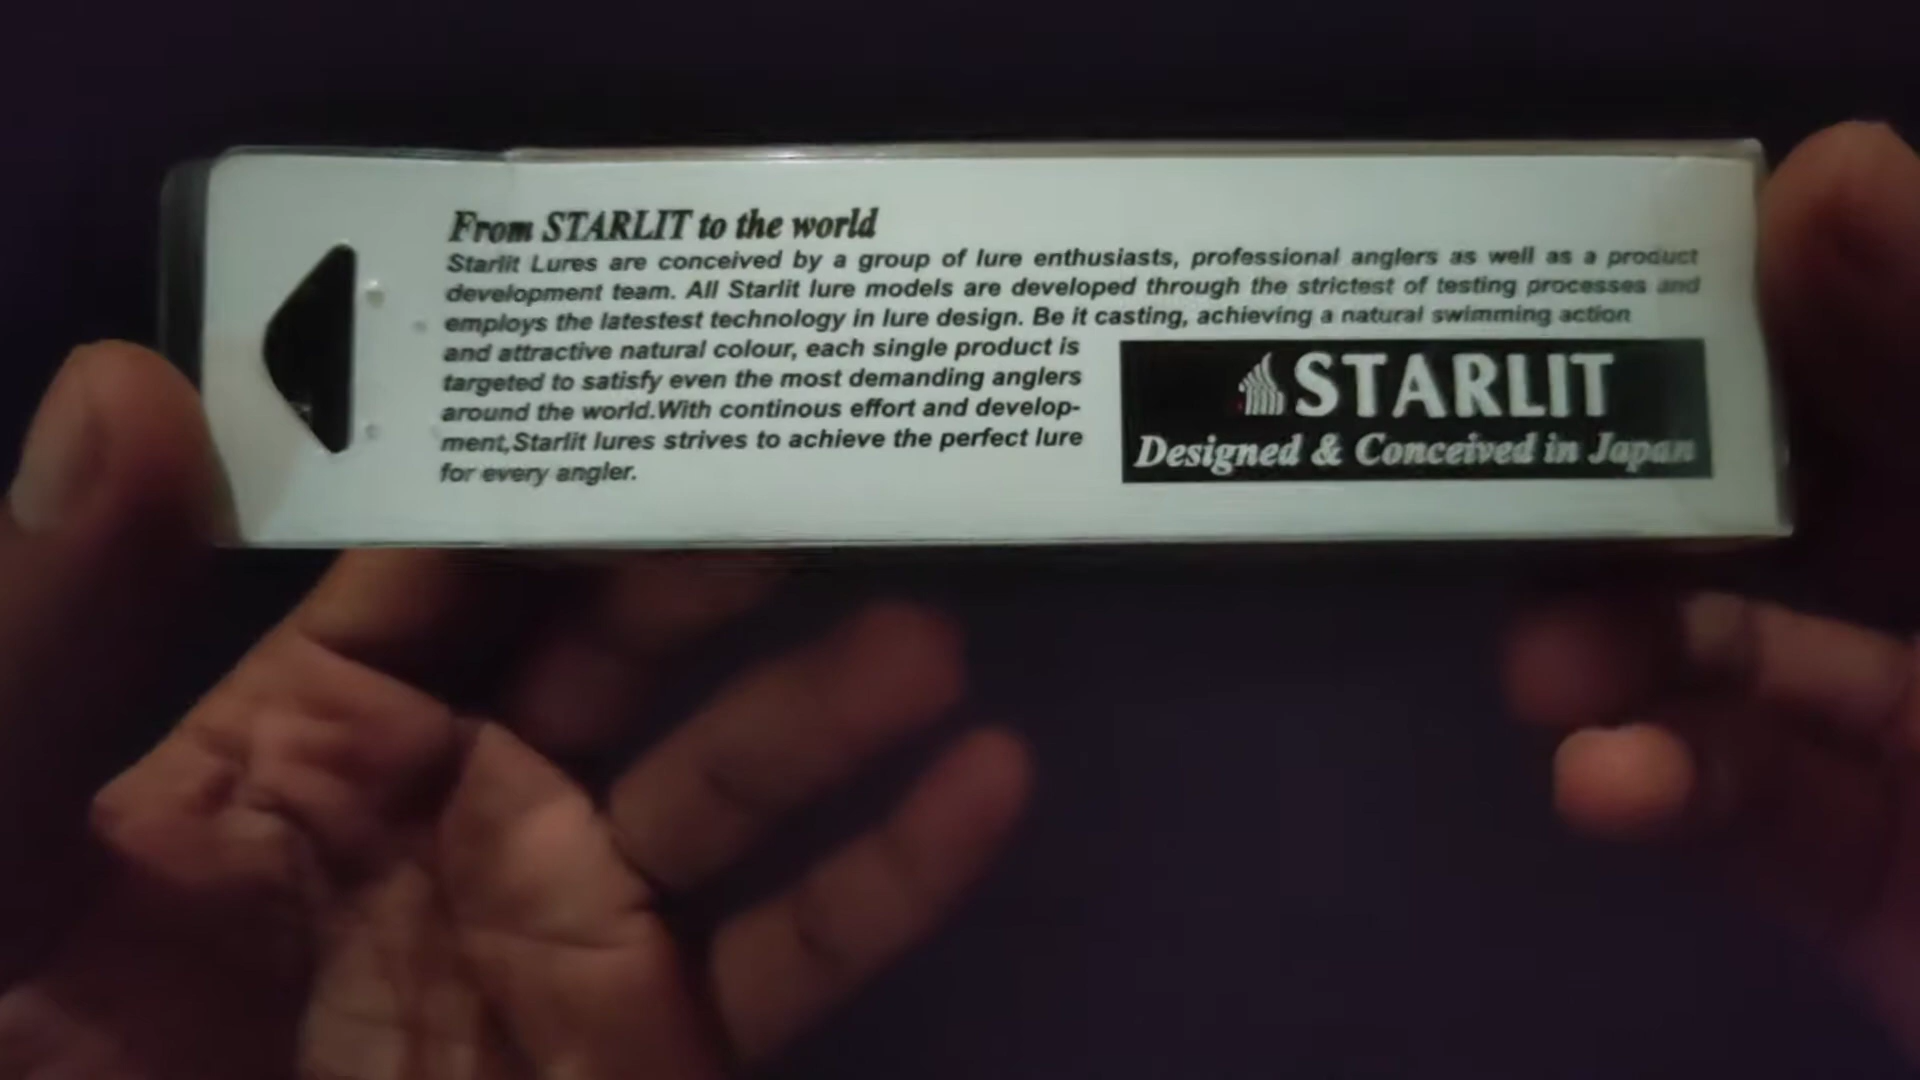 From STARLIT to the world
Starlit Lures are conceived by a group of lure enthusiasts, professional anglers as well as a product
development team. All Starlit lure models are developed through the strictest of testing processes and
employs the latestest technology in lure design. Be it casting, achieving a natural swimming action
and attractive natural colour, each single product is
targeted to satisfy even the most demanding anglers
around the world.With continous effort and develop-
ment,Starlit lures strives to achieve the perfect lure
for every angler.
STARLIT
Designed & Conceived in Japan